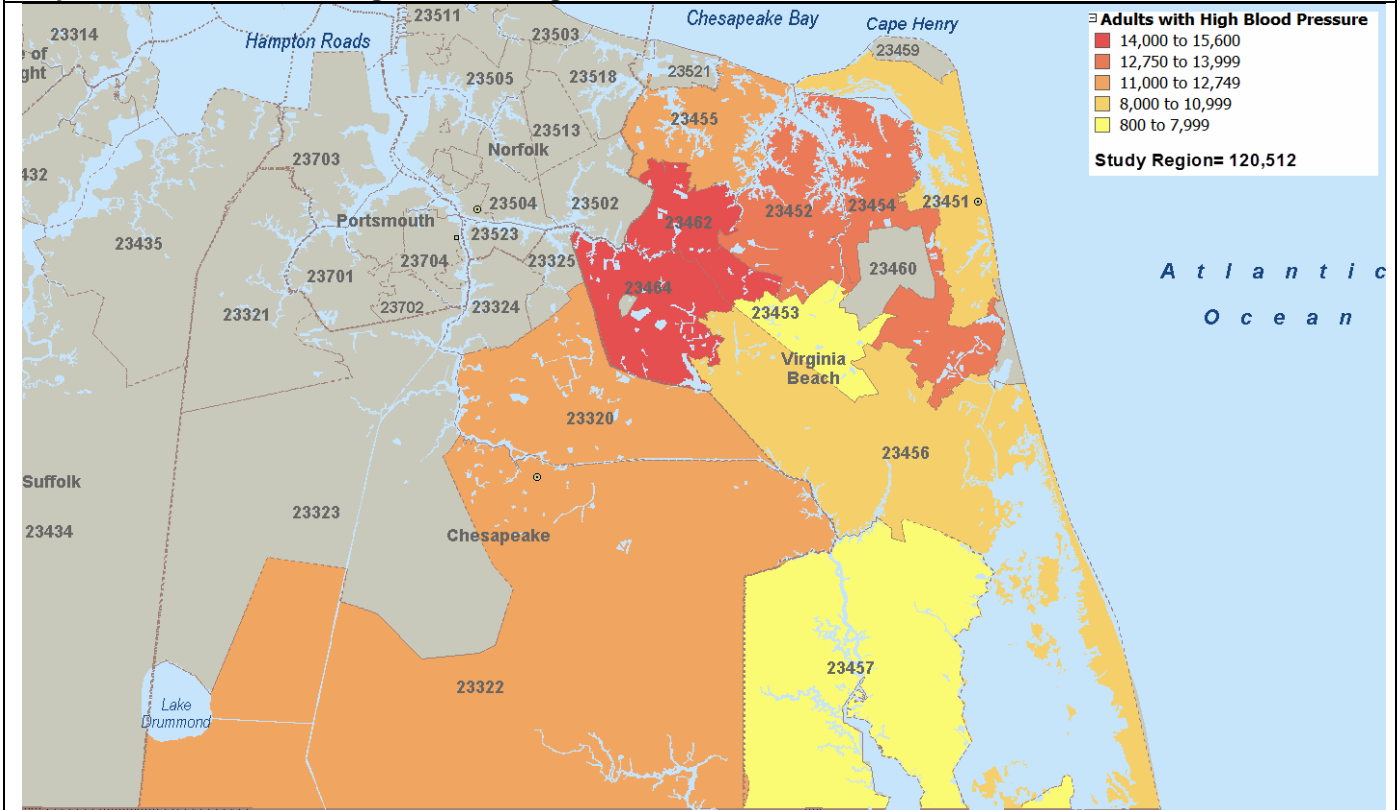 23511
Chesapeake Bay
Cape Henry
Adults with High Blood Pressure
14,000 to 15,600
12,750 to 13,999
11,000 to 12,749
8,000 to 10,999
800 to 7,999
Study Region= 120,512
23314
Hampton Roads
23503
23459
e of
ght
23505
23518
23521
23455
23513
Norfolk
23703
432
23504
23502
23452
23454
23451
Portsmouth
23462
23523
23435
23704
23325
23460
Atlantic
Ocean
23701
23464
23702
23324
23321
23453
Virginia
Beach
23320
23456
Suffolk
23323
23434
Chesapeake
23457
23322
Lake
Drummond